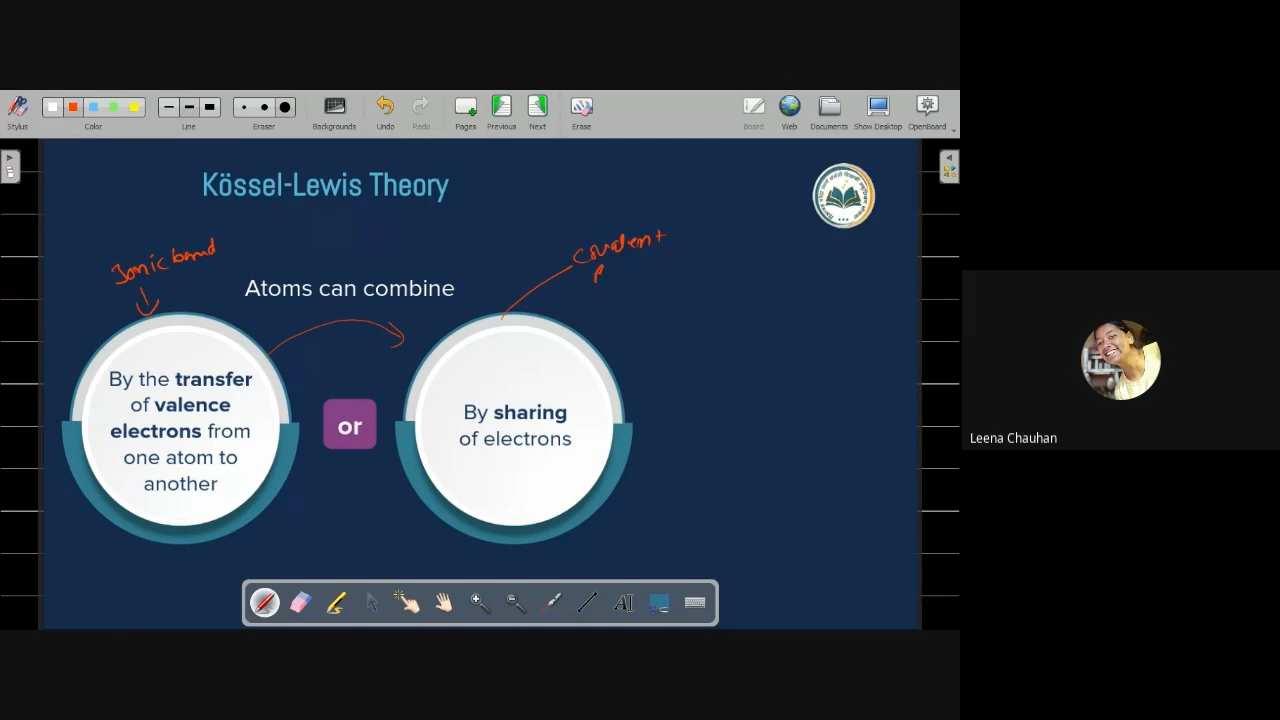 Stylus
Color
Line
Eraser
Backgrounds
Undo
Redo
Pages
Previous
Next
Erase
Board
Web
Documents
Show Desktop
OpenBoard
Kössel-Lewis Theory
Ionic bond
Covalent
Atoms can combine
By the transfer
of valence
electrons from
one atom to
another
or
By sharing
of electrons
AI
Leena Chauhan